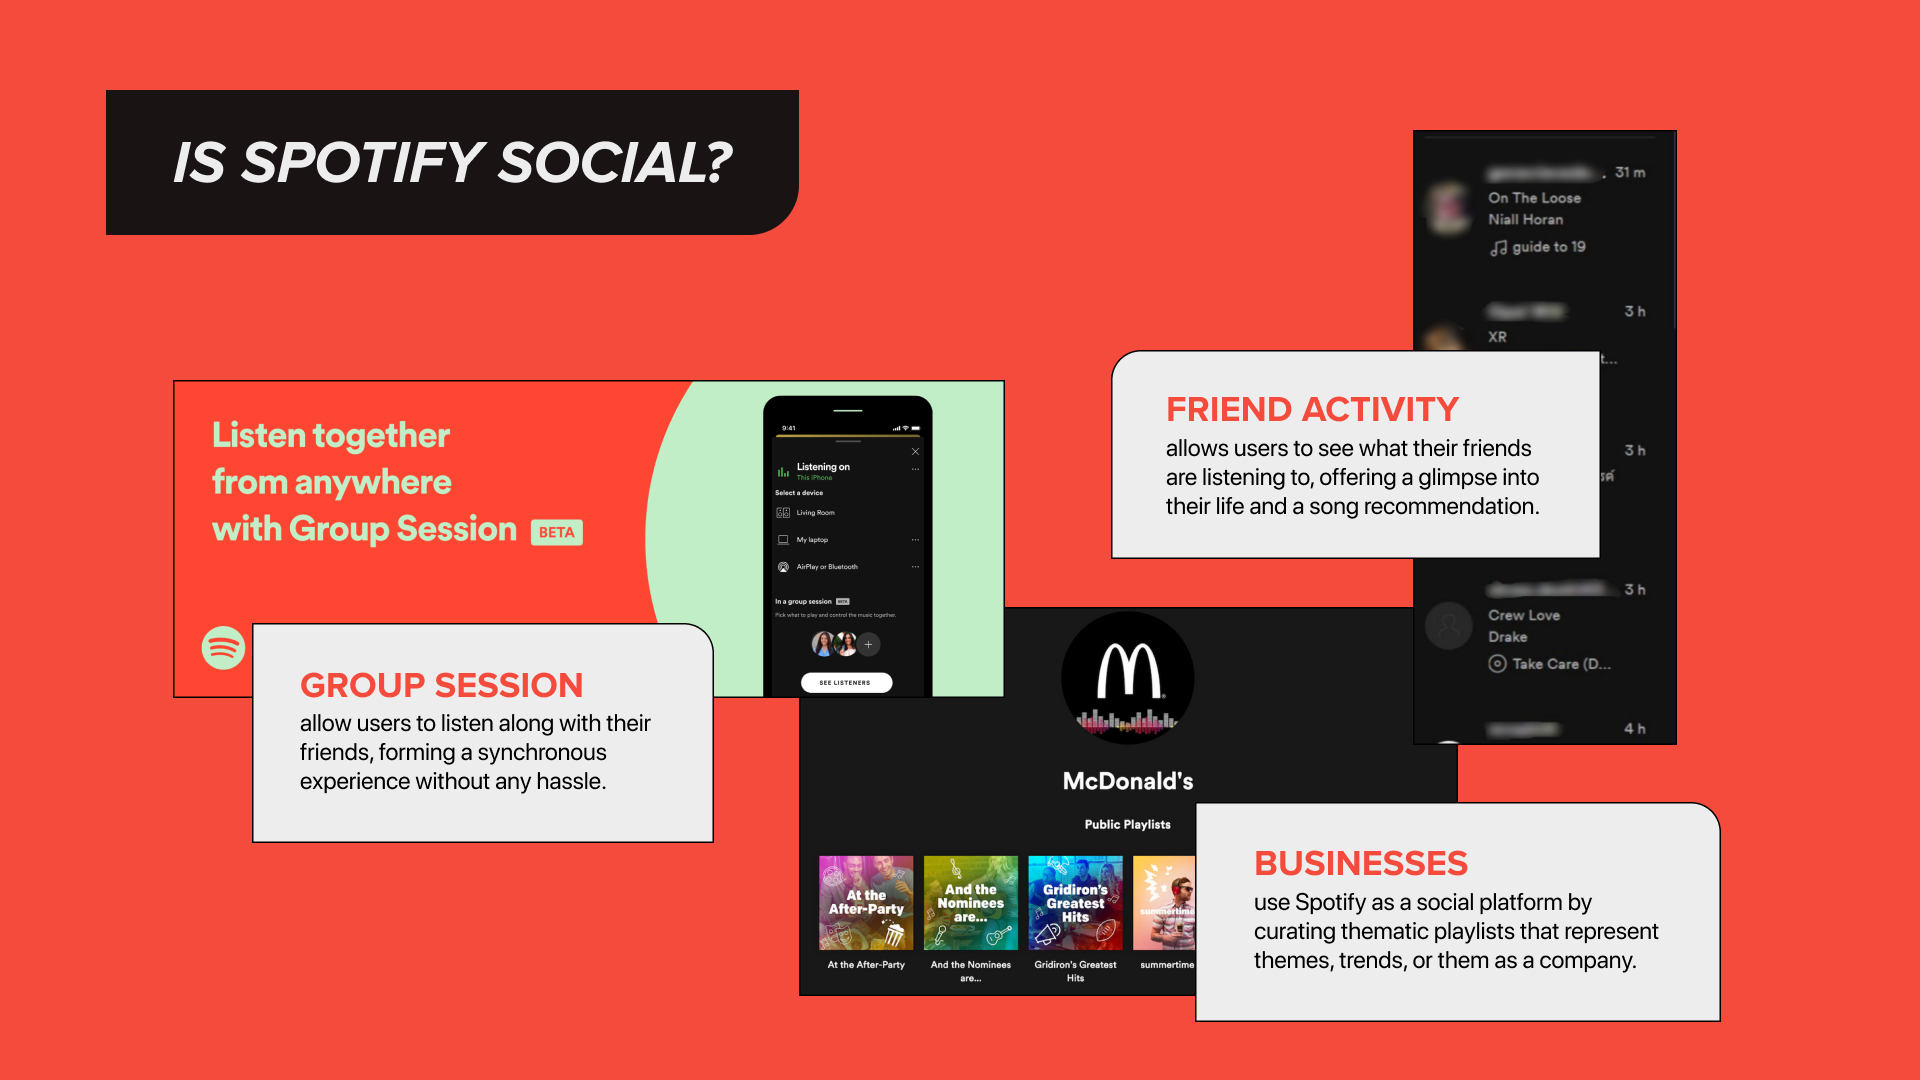 IS SPOTIFY SOCIAL?
Listen together
from anywhere
with Group Session BETA
9:41
Listening on
This iPhone
Select a device
Living Room
My laptop
AirPlay or Bluetooth
In a group session BETA
Pick what to play and control the music together.
SEE LISTENERS
GROUP SESSION
allow users to listen along with their
friends, forming a synchronous
experience without any hassle.
31 m
On The Loose
Niall Horan
guide to 19
3 h
XR
t...
3 h
3 h
Crew Love
Drake
Take Care (D...
4 h
FRIEND ACTIVITY
allows users to see what their friends
are listening to, offering a glimpse into
their life and a song recommendation.
McDonald's
Public Playlists
At the
After-Party
And the
Nominees
are...
Gridiron's
Greatest
Hits
summertime
At the After-Party
And the Nominees
are...
Gridiron's Greatest
Hits
summertime
BUSINESSES
use Spotify as a social platform by
curating thematic playlists that represent
themes, trends, or them as a company.